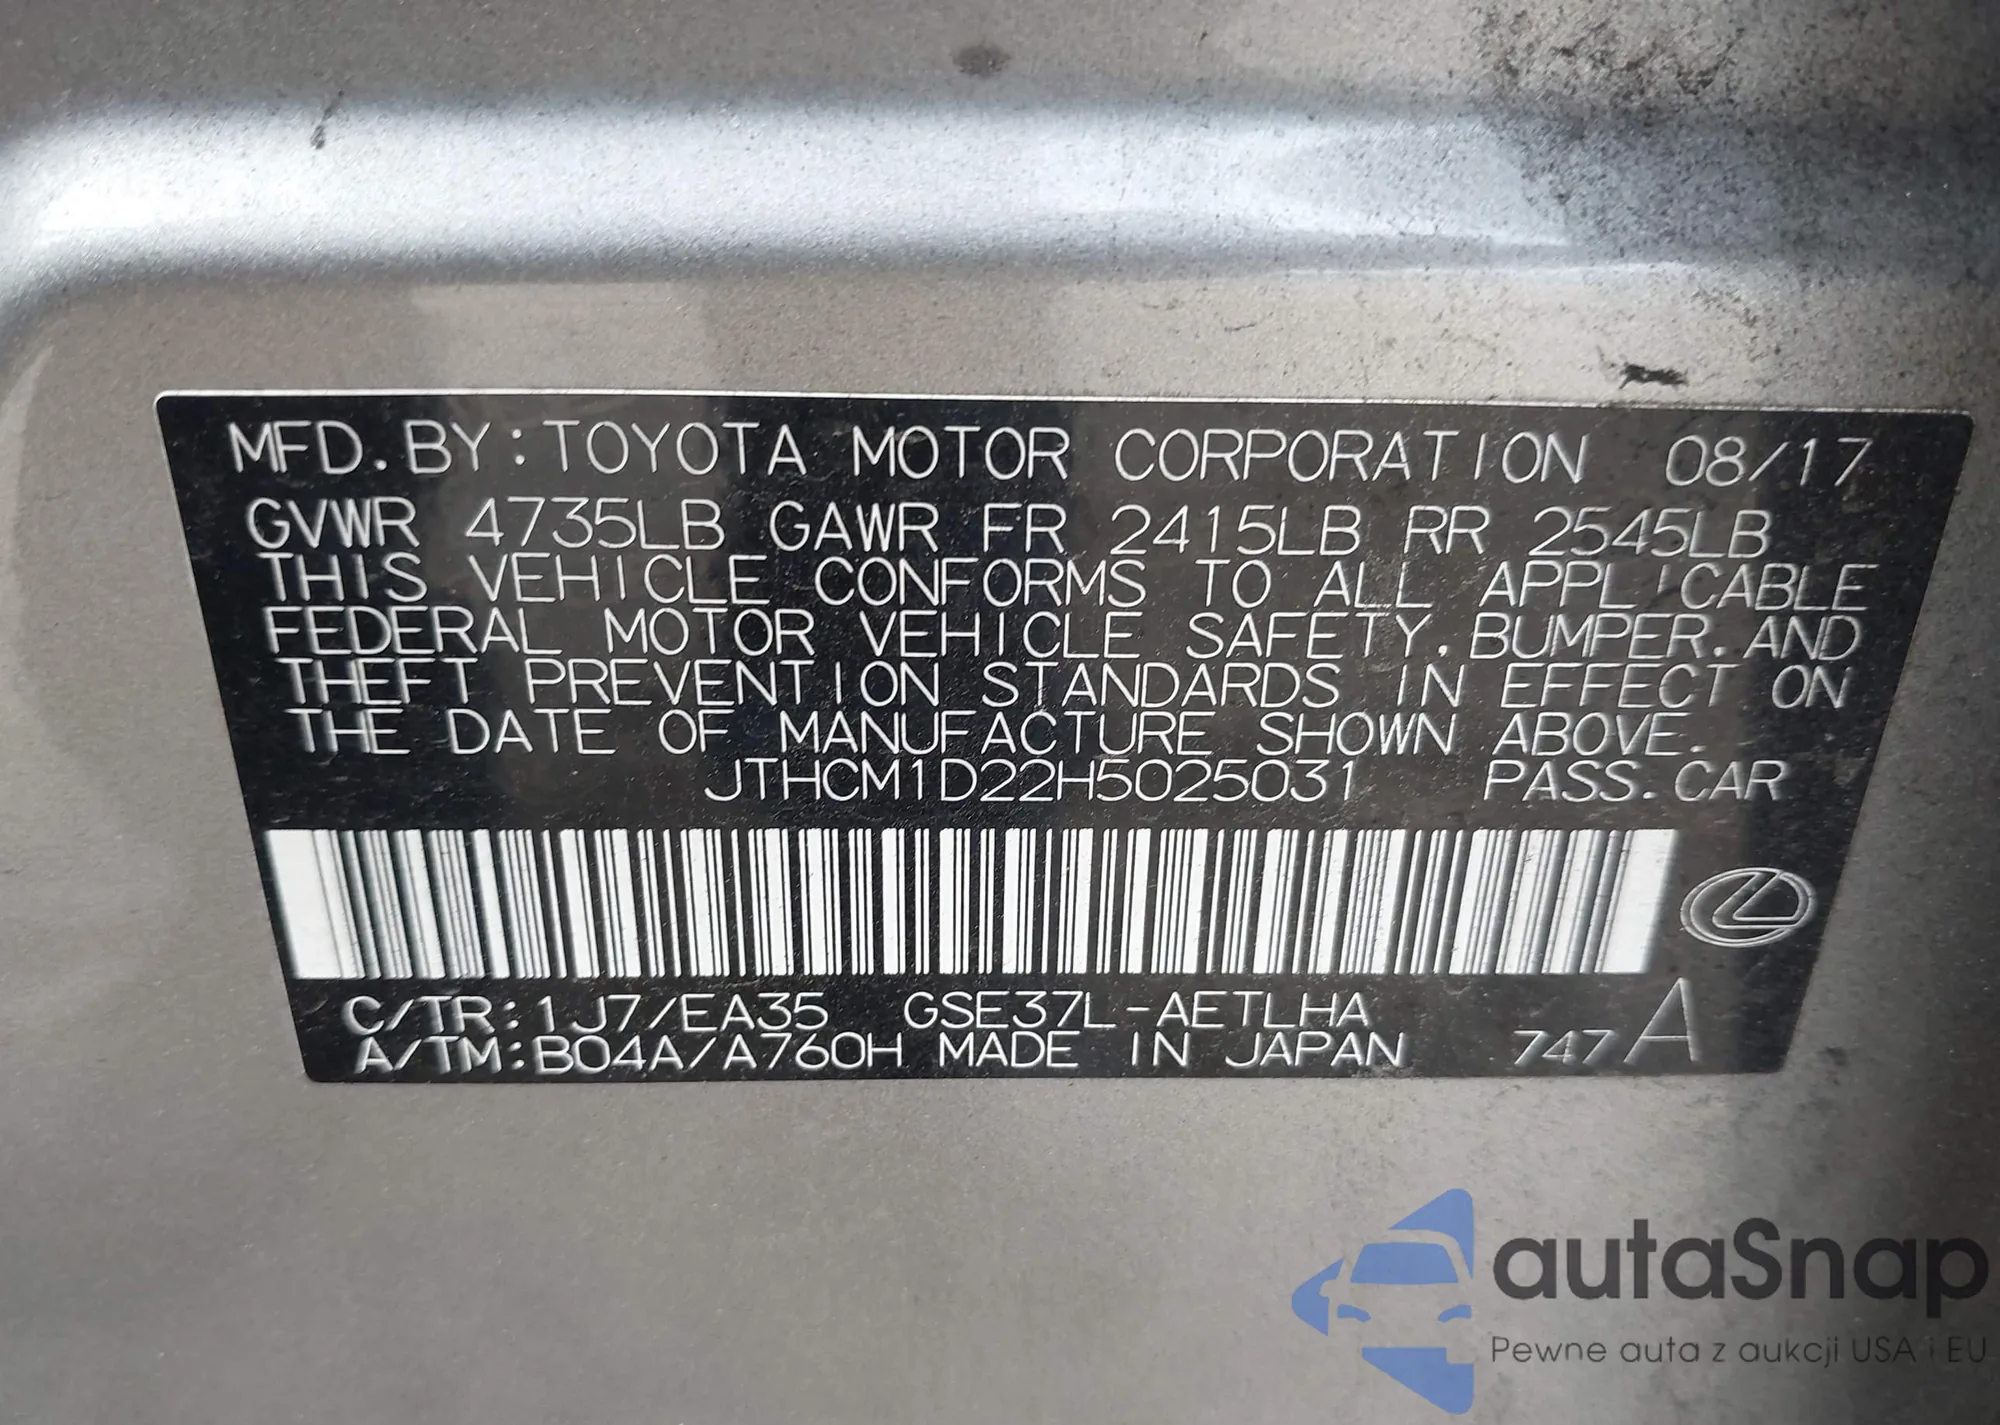 MFD. BY: TOYOTA MOTOR CORPORATION 08/17
GVWR 4735LB GAWR FR 2415LB RR 2545LB
THIS VEHICLE CONFORMS TO ALL APPLICABLE
FEDERAL MOTOR VEHICLE SAFETY. BUMPER. AND
THEFT PREVENTION STANDARDS IN EFFECT ON
THE DATE OF MANUFACTURE SHOWN ABOVE.
JTHCM1D22H5025031 PASS. CAR
C/TR: 1J7/EA35 GSE37L-AETLHA
A/TM: B04A/A760H MADE IN JAPAN 747 A
autaSnap
Pewne auta z aukcji USA i EU